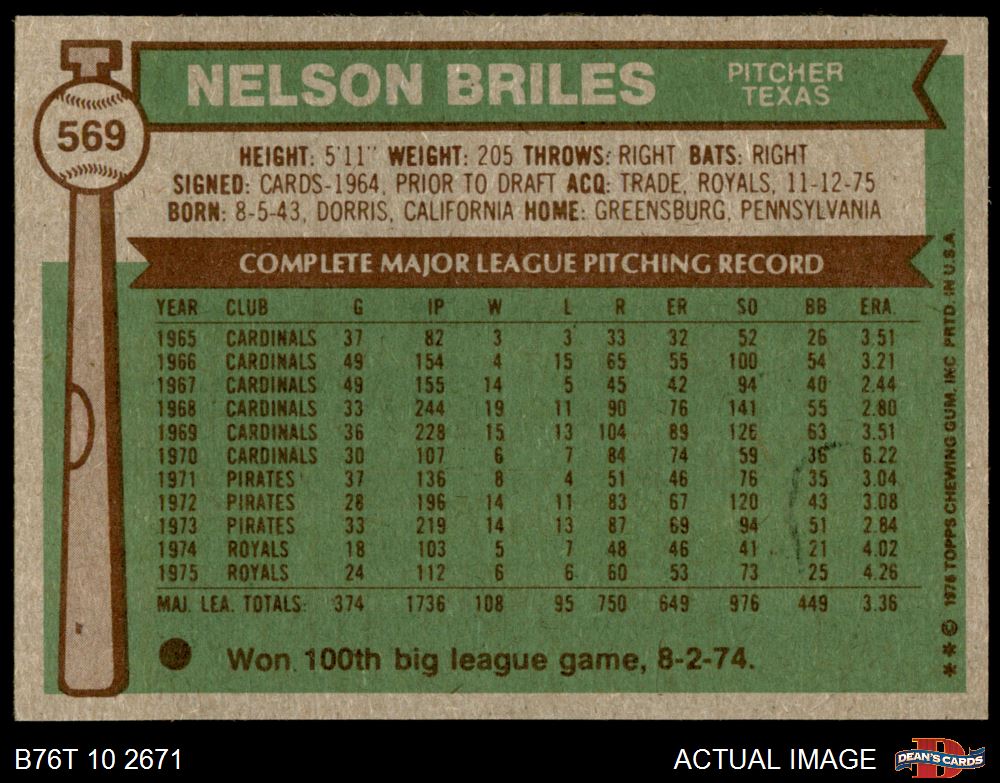 569
NELSON BRILES
PITCHER
TEXAS
HEIGHT: 5'11" WEIGHT: 205 THROWS: RIGHT BATS: RIGHT
SIGNED: CARDS-1964, PRIOR TO DRAFT ACQ: TRADE, ROYALS, 11-12-75
BORN: 8-5-43, DORRIS, CALIFORNIA HOME: GREENSBURG, PENNSYLVANIA
COMPLETE MAJOR LEAGUE PITCHING RECORD
YEAR CLUB G IP W L R ER SO BB ERA.
1965 CARDINALS 37 82 3 3 33 32 52 26 3.51
1966 CARDINALS 49 154 4 15 65 55 100 54 3.21
1967 CARDINALS 49 155 14 5 45 42 94 40 2.44
1968 CARDINALS 33 244 19 11 90 76 141 55 2.80
1969 CARDINALS 36 228 15 13 104 89 126 63 3.51
1970 CARDINALS 30 107 6 7 84 74 59 36 6.22
1971 PIRATES 37 136 8 4 51 46 76 35 3.04
1972 PIRATES 28 196 14 11 83 67 120 43 3.08
1973 PIRATES 33 219 14 13 87 69 94 51 2.84
1974 ROYALS 18 103 5 7 48 46 41 21 4.02
1975 ROYALS 24 112 6 6 60 53 73 25 4.26
MAJ. LEA. TOTALS: 374 1736 108 95 750 649 976 449 3.36
Won 100th big league game, 8-2-74.
* * © 1976 TOPPS CHEWING GUM, INC. PRTD. IN U.S.A.
B76T 10 2671
ACTUAL IMAGE
DEAN'S CARDS